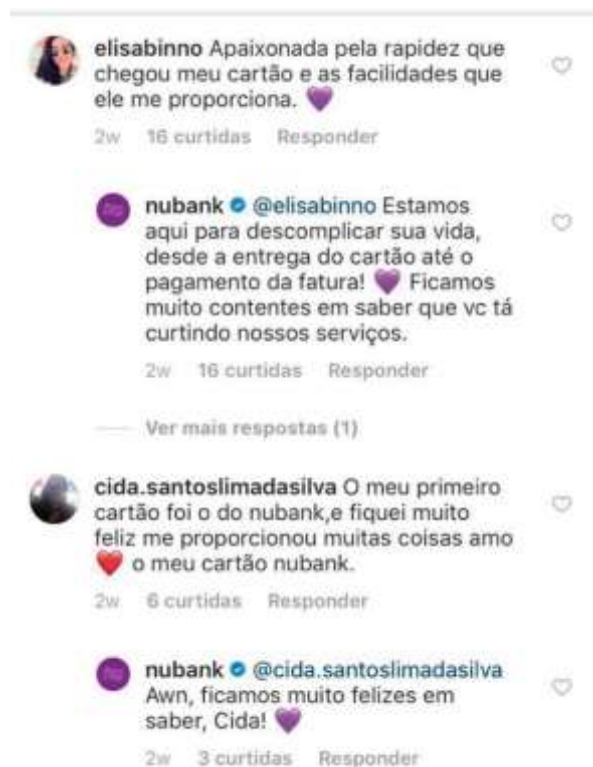 elisabinno Apaixonada pela rapidez que
chegou meu cartão e as facilidades que
ele me proporciona. 💜
2w 16 curtidas Responder
nubank @elisabinno Estamos
aqui para descomplicar sua vida,
desde a entrega do cartão até o
pagamento da fatura! 💜 Ficamos
muito contentes em saber que vc tá
curtindo nossos serviços.
2w 16 curtidas Responder
Ver mais respostas (1)
cida.santoslimadasilva O meu primeiro
cartão foi o do nubank,e fiquei muito
feliz me proporcionou muitas coisas amo
❤️ o meu cartão nubank.
2w 6 curtidas Responder
nubank @cida.santoslimadasilva
Awn, ficamos muito felizes em
saber, Cida! 💜
2w 3 curtidas Responder